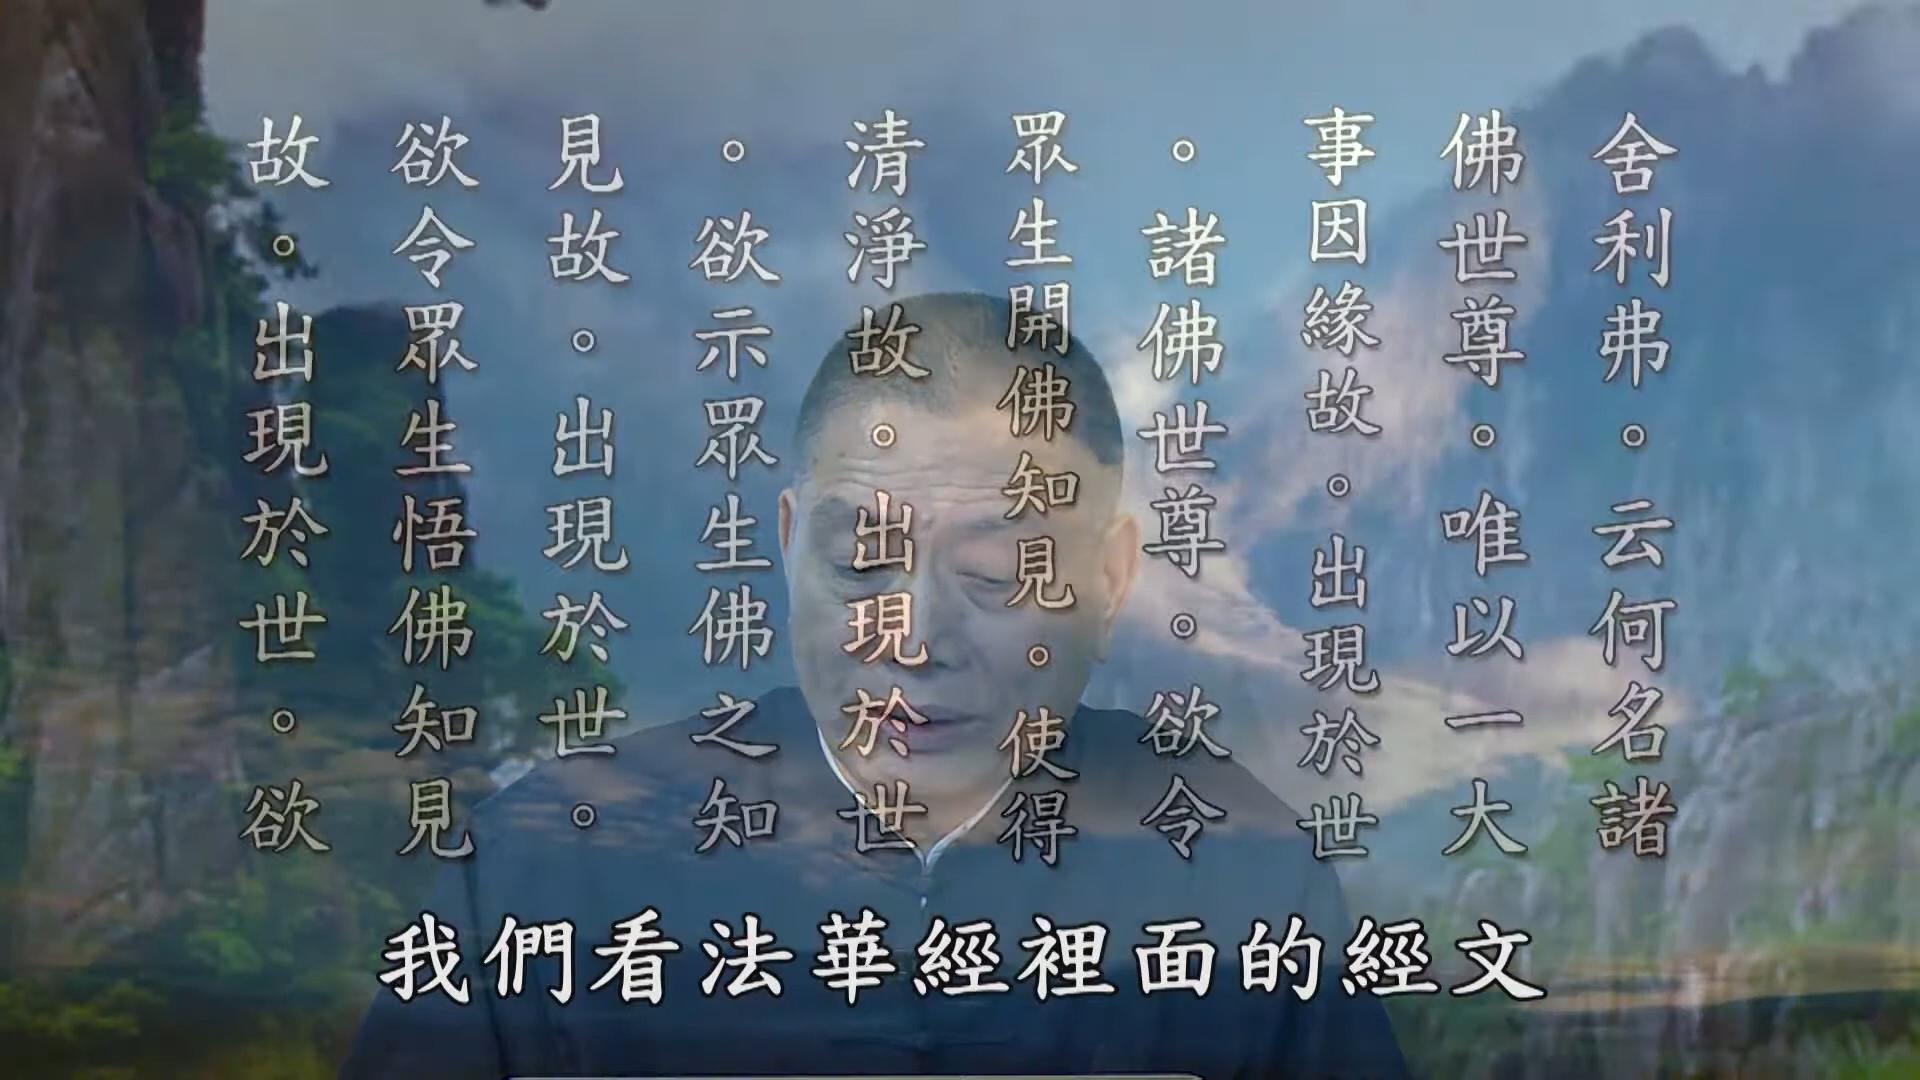 舍利弗。云何名諸
佛世尊。唯以一大
事因緣故。出現於世
。諸佛世尊。欲令
眾生開佛知見。使得
清淨故。出現於世
。欲示眾生佛之知
見故。出現於世。
欲令眾生悟佛知見
故。出現於世。欲
我們看法華經裡面的經文